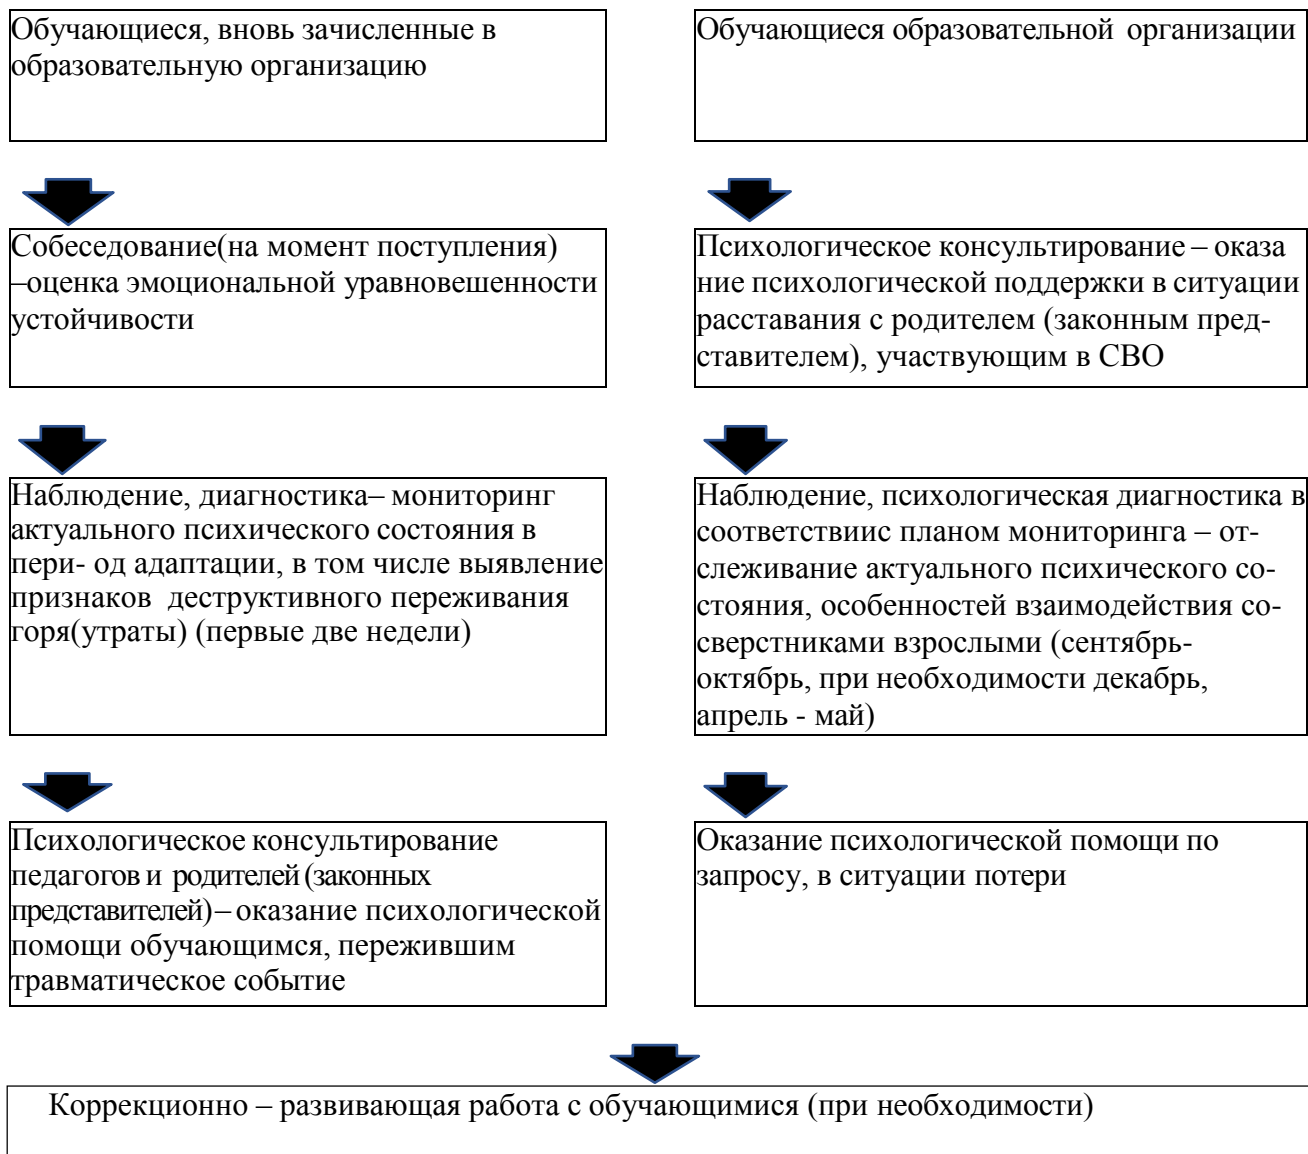 Обучающиеся, вновь зачисленные в
образовательную организацию
Обучающиеся образовательной организации
Собеседование(на момент поступления)
–оценка эмоциональной уравновешенности
устойчивости
Психологическое консультирование – оказа
ние психологической поддержки в ситуации
расставания с родителем (законным пред-
ставителем), участвующим в СВО
Наблюдение, диагностика– мониторинг
актуального психического состояния в
пери- од адаптации, в том числе выявление
признаков деструктивного переживания
горя(утраты) (первые две недели)
Наблюдение, психологическая диагностика в
соответствиис планом мониторинга – от-
слеживание актуального психического со-
стояния, особенностей взаимодействия со-
сверстниками взрослыми (сентябрь-
октябрь, при необходимости декабрь,
апрель - май)
Психологическое консультирование
педагогов и родителей (законных
представителей) – оказание психологической
помощи обучающимся, пережившим
травматическое событие
Оказание психологической помощи по
запросу, в ситуации потери
Коррекционно – развивающая работа с обучающимися (при необходимости)